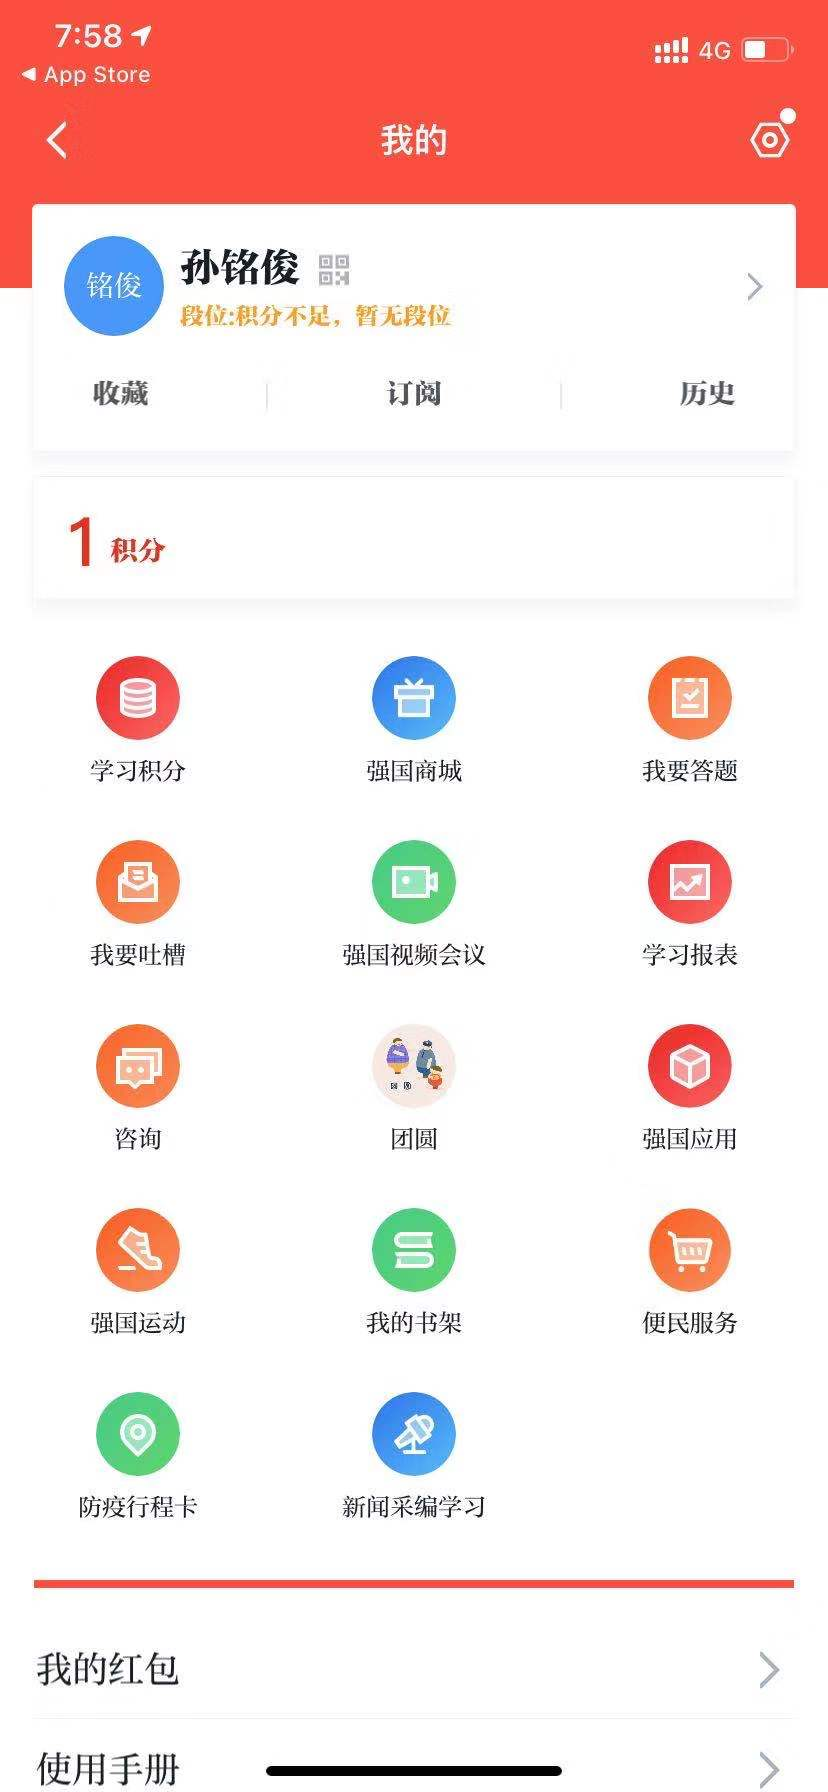 7:58
4G
App Store
我的
铭俊
孙铭俊
段位:积分不足，暂无段位
收藏
订阅
历史
1 积分
学习积分
强国商城
我要答题
我要吐槽
强国视频会议
学习报表
咨询
团圆
强国应用
强国运动
我的书架
便民服务
防疫行程卡
新闻采编学习
我的红包
使用手册